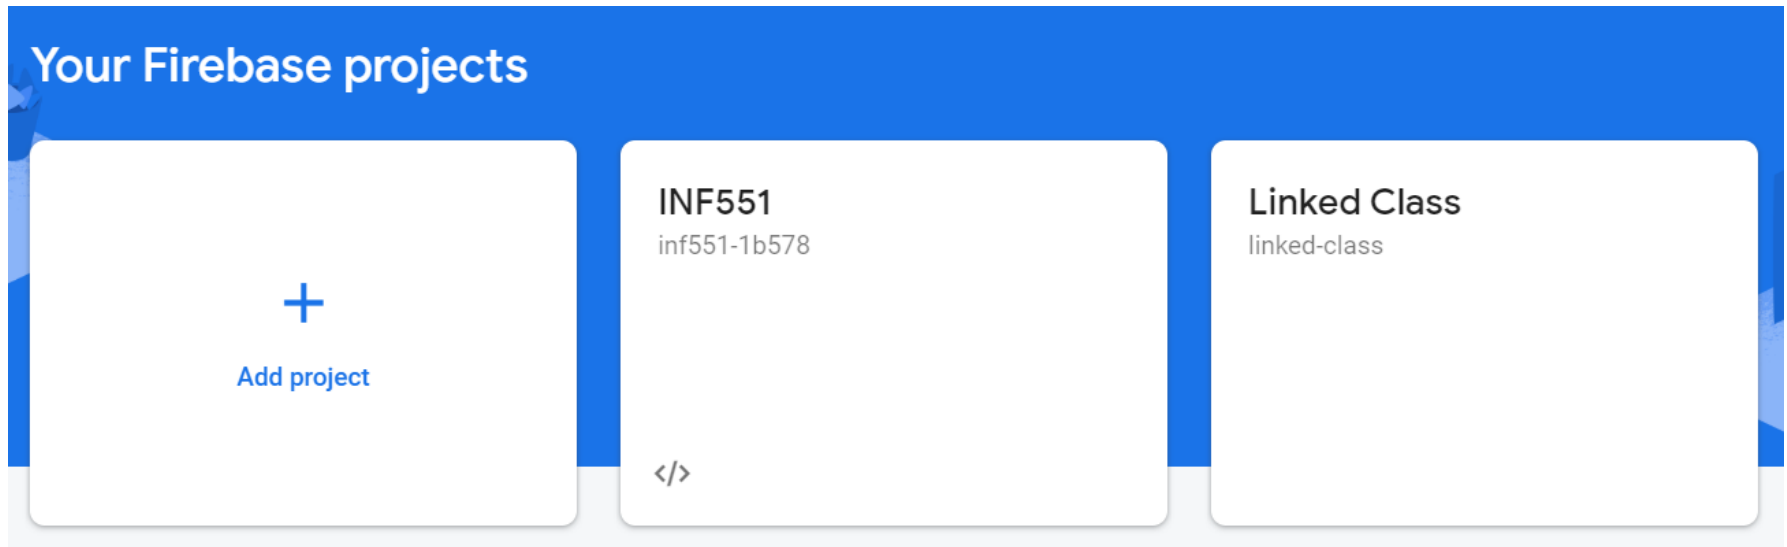 Your Firebase projects
Add project
INF551
inf551-1b578
</>
Linked Class
linked-class